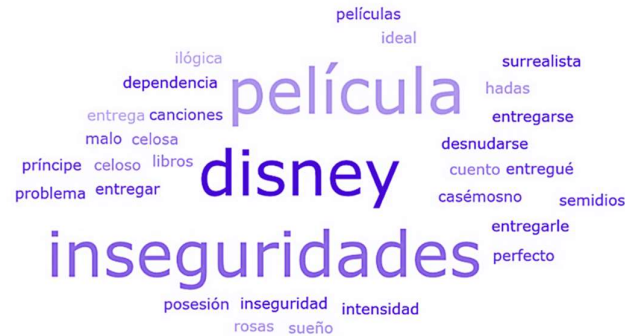 películas
ideal
ilógica
surrealista
dependencia
película
hadas
entrega canciones
entregarse
malo celosa
desnudarse
príncipe celoso libros
disney
cuento entregué
problema entregar
casémosno
semidios
entregarle
inseguridades
perfecto
posesión inseguridad intensidad
rosas sueño